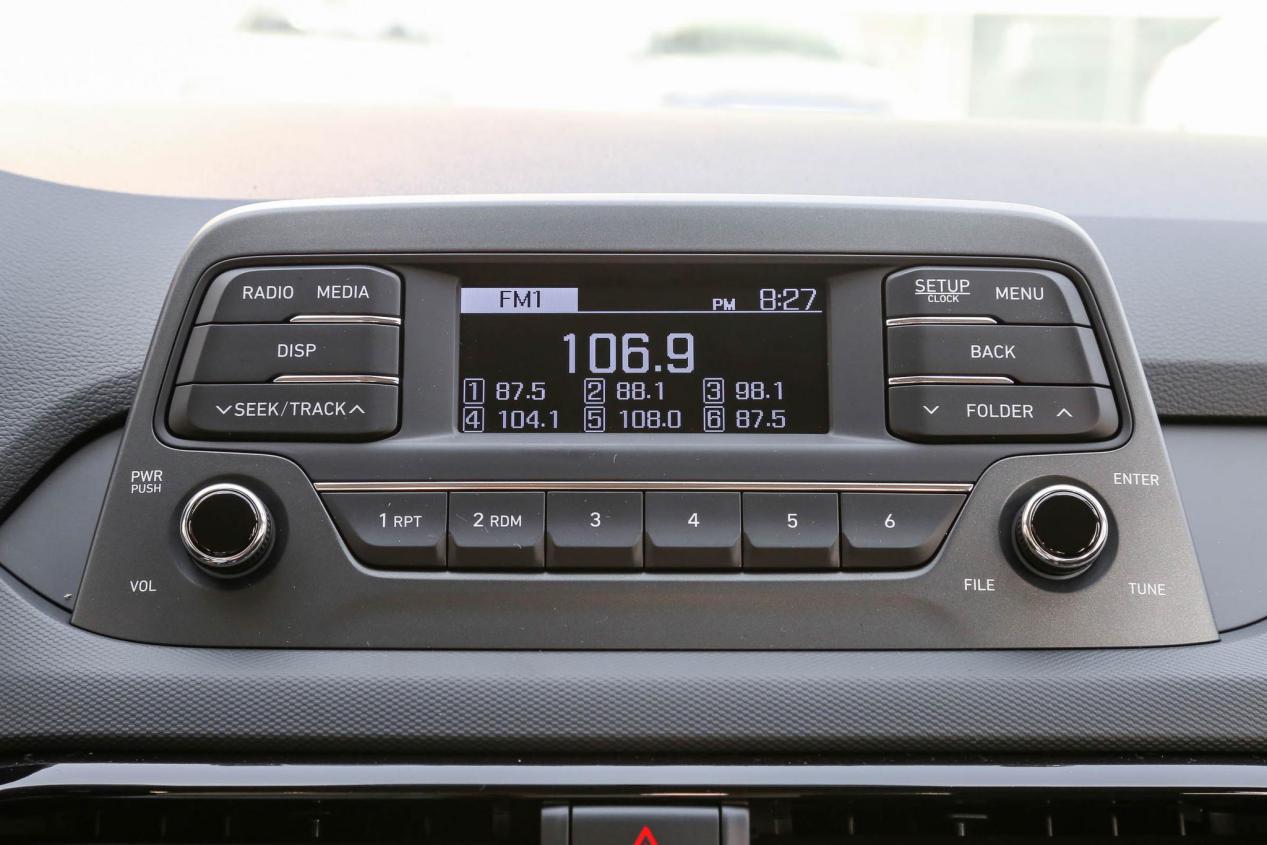 RADIO MEDIA
DISP
SEEK/TRACK
FM1 PM 8:27
106.9
1 87.5 2 88.1 3 98.1
4 104.1 5 108.0 6 87.5
SETUP MENU
CLOCK
BACK
FOLDER
PWR
PUSH
VOL
1 RPT 2 RDM 3 4 5 6
ENTER
FILE TUNE